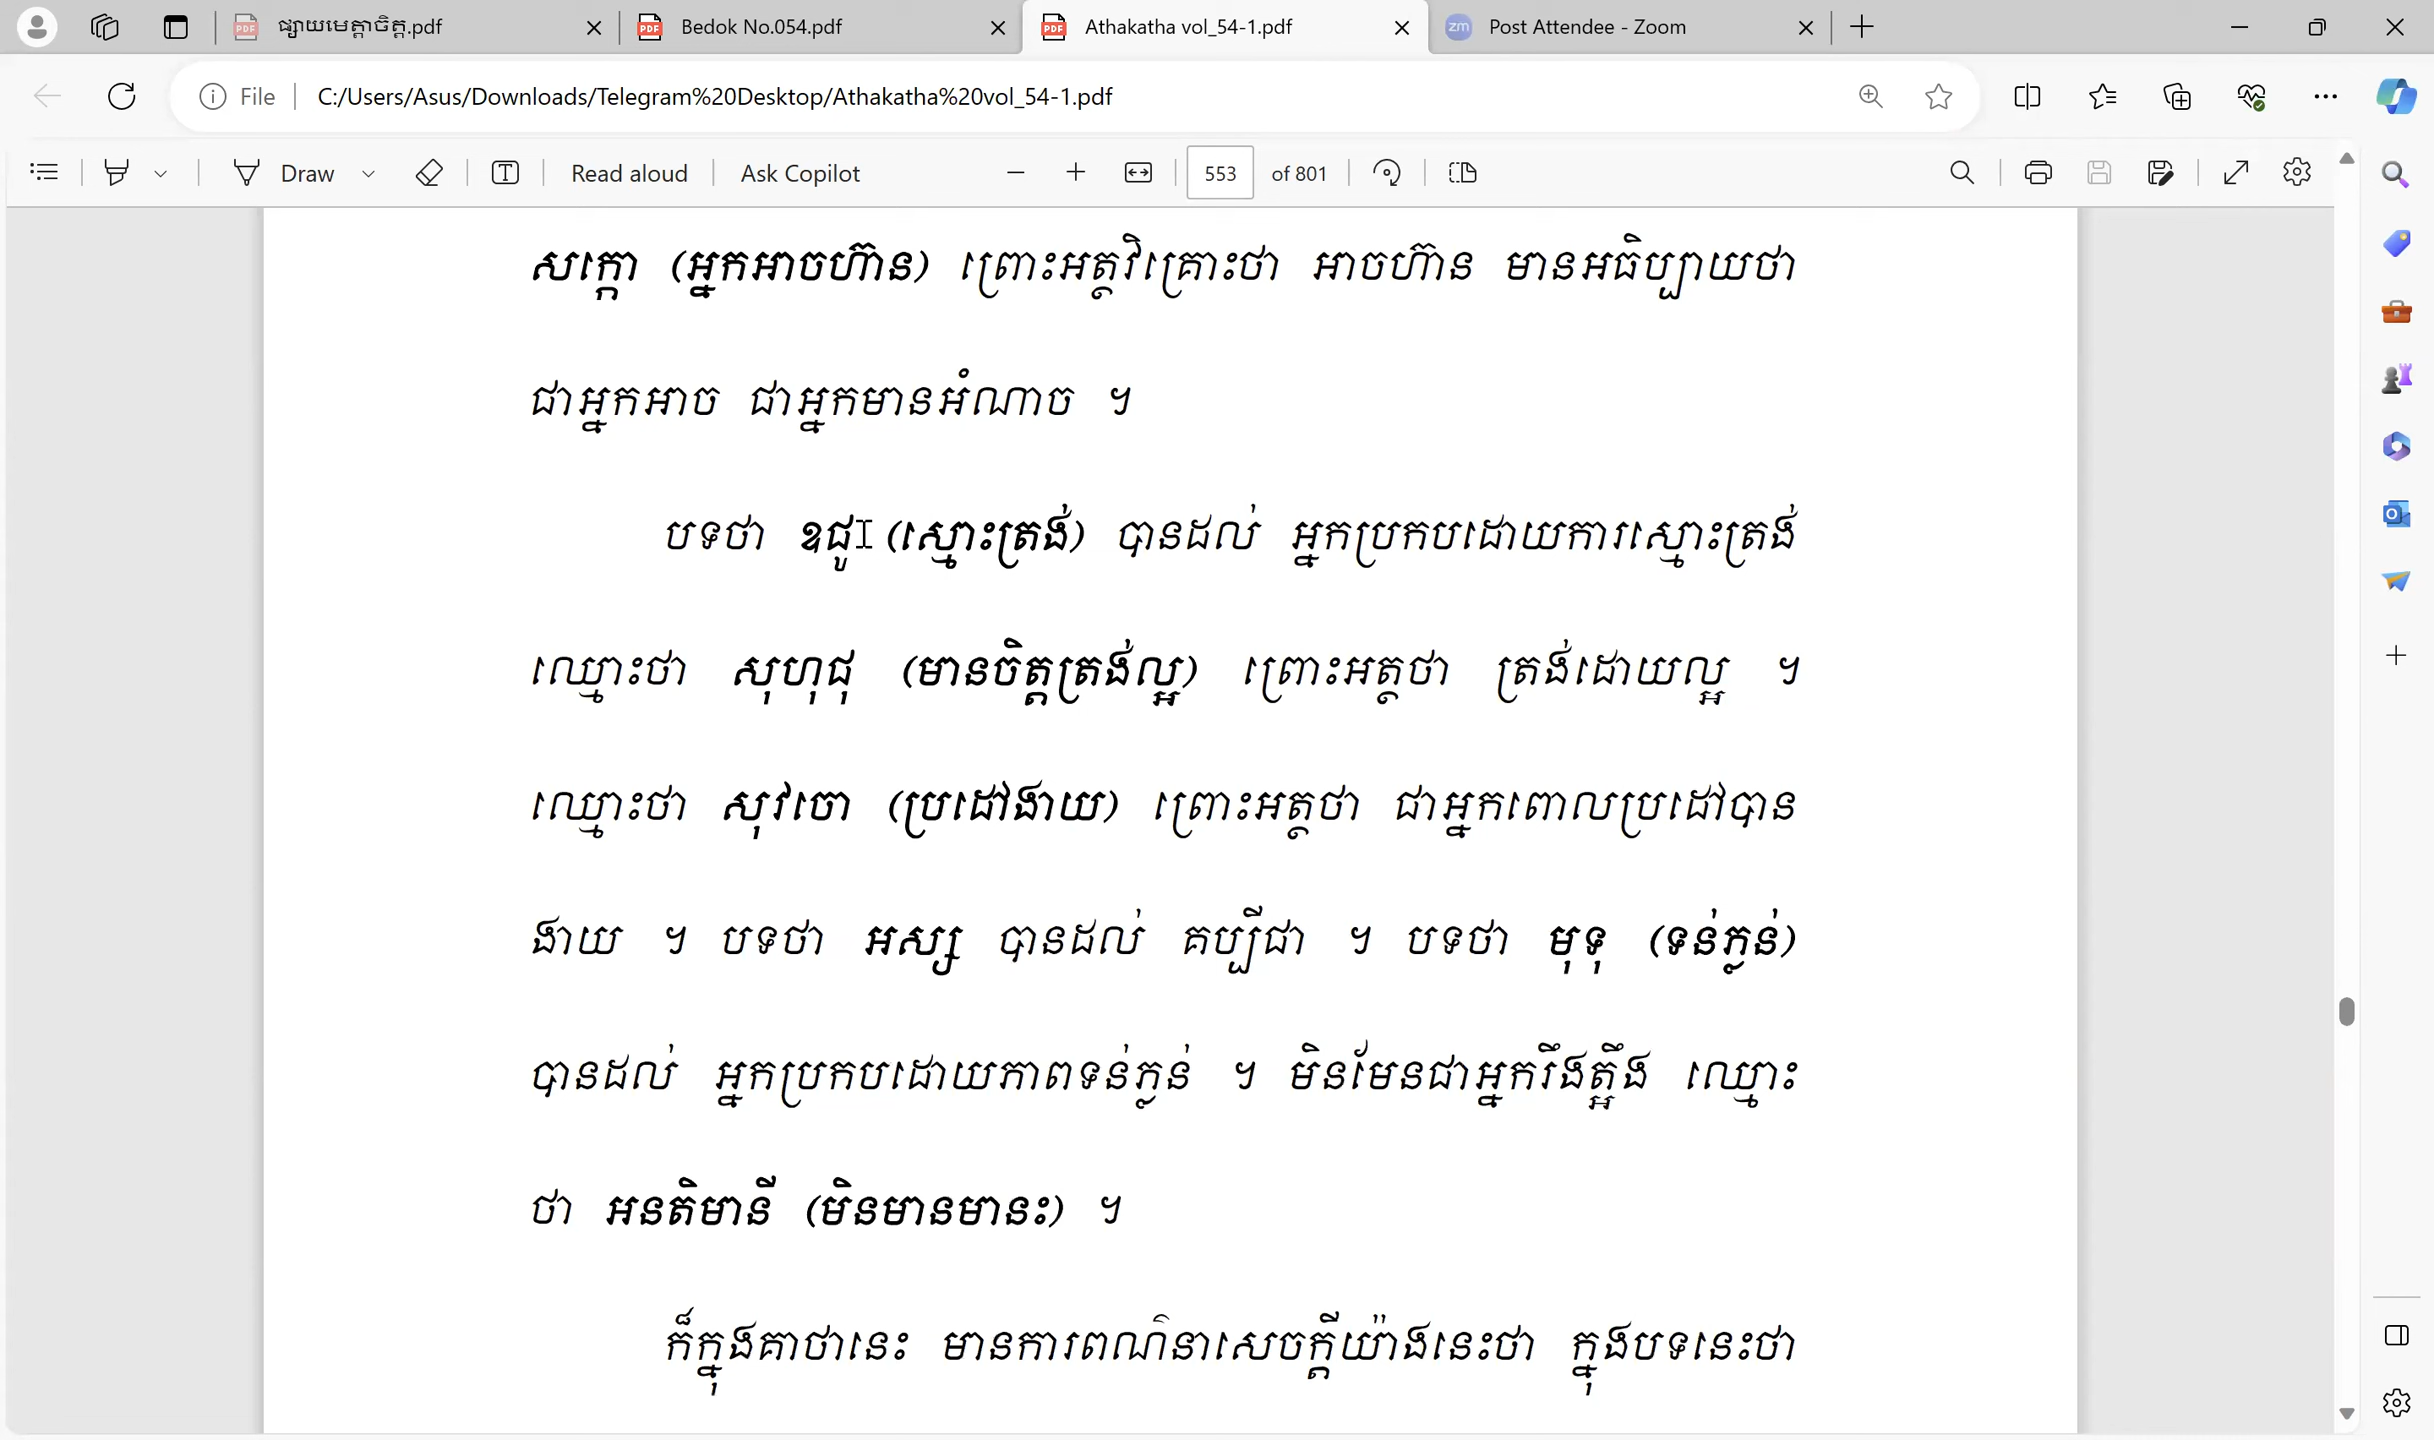 ផ្សាយមេត្តាចិត្ត.pdf
Bedok No.054.pdf
Athakatha vol_54-1.pdf
zm Post Attendee - Zoom
File C:/Users/Asus/Downloads/Telegram%20Desktop/Athakatha%20vol_54-1.pdf
Draw Read aloud Ask Copilot 553 of 801
សក្កោ (អ្នកអាចហ៊ាន) ព្រោះអត្ថវិគ្រោះថា អាចហ៊ាន មានអធិប្បាយថា
ជាអ្នកអាច ជាអ្នកមានអំណាច ។
បទថា ឧជូ (ស្មោះត្រង់) បានដល់ អ្នកប្រកបដោយការស្មោះត្រង់
ឈ្មោះថា សុហុជុ (មានចិត្តត្រង់ល្អ) ព្រោះអត្ថថា ត្រង់ដោយល្អ ។
ឈ្មោះថា សុវចោ (ប្រដៅងាយ) ព្រោះអត្ថថា ជាអ្នកពោលប្រដៅបាន
ងាយ ។ បទថា អស្ស បានដល់ គប្បីជា ។ បទថា មុទុ (ទន់ភ្លន់)
បានដល់ អ្នកប្រកបដោយភាពទន់ភ្លន់ ។ មិនមែនជាអ្នករឹងត្អឹង ឈ្មោះ
ថា អនតិមានី (មិនមានមានះ) ។
ក៏ក្នុងគាថានេះ មានការពណ៌នាសេចក្តីយ៉ាងនេះថា ក្នុងបទនេះថា